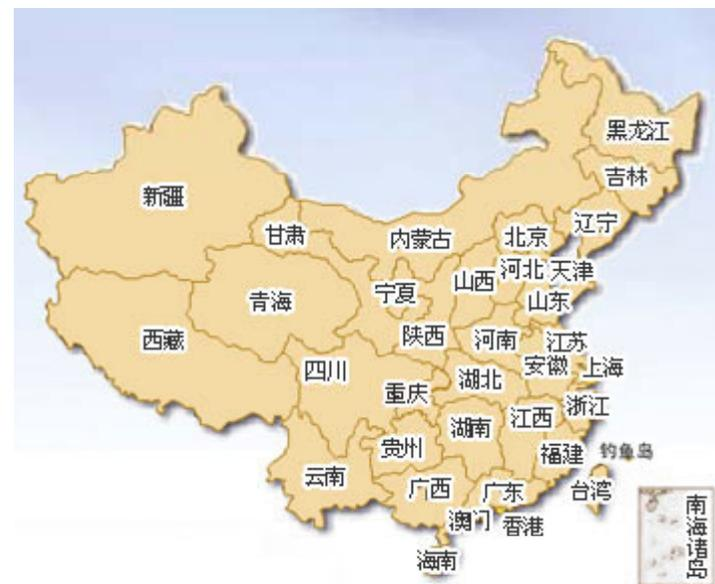 黑龙江
吉林
新疆
辽宁
甘肃
内蒙古
北京
河北
天津
山西
宁夏
青海
山东
西藏
陕西
河南
江苏
四川
安徽
上海
湖北
重庆
浙江
江西
湖南
贵州
福建
钓鱼岛
云南
广西
广东
台湾
澳门
香港
南海诸岛
海南